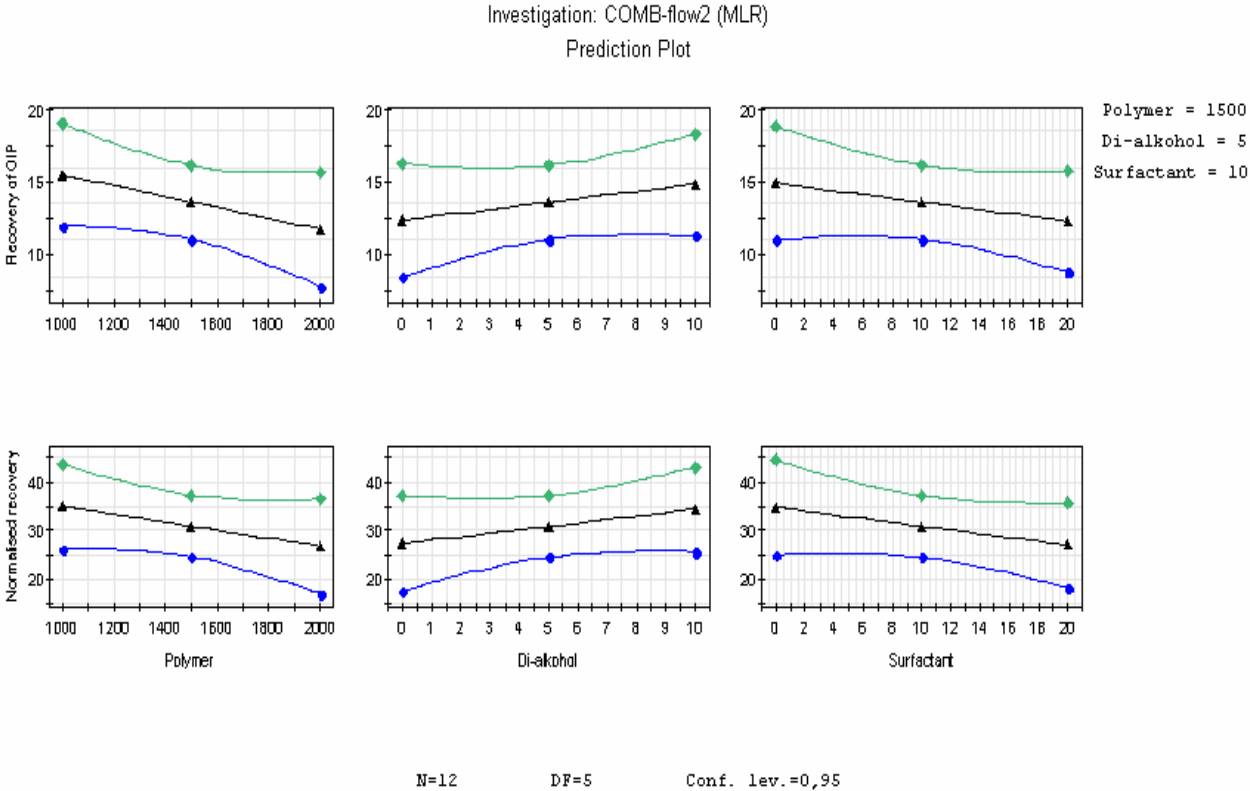 Investigation: COMB-flow2 (MLR)
Prediction Plot
Polymer = 1500
Di-alkohol = 5
Surfactant = 10
Recovery of OIP
20
15
10
1000 1200 1400 1600 1800 2000
20
15
10
0 1 2 3 4 5 6 7 8 9 10
20
15
10
0 2 4 6 8 10 12 14 16 18 20
Normalised recovery
40
30
20
1000 1200 1400 1600 1800 2000
Polymer
40
30
20
0 1 2 3 4 5 6 7 8 9 10
Di-alkohol
40
30
20
0 2 4 6 8 10 12 14 16 18 20
Surfactant
N=12 DF=5 Conf. lev.=0,95